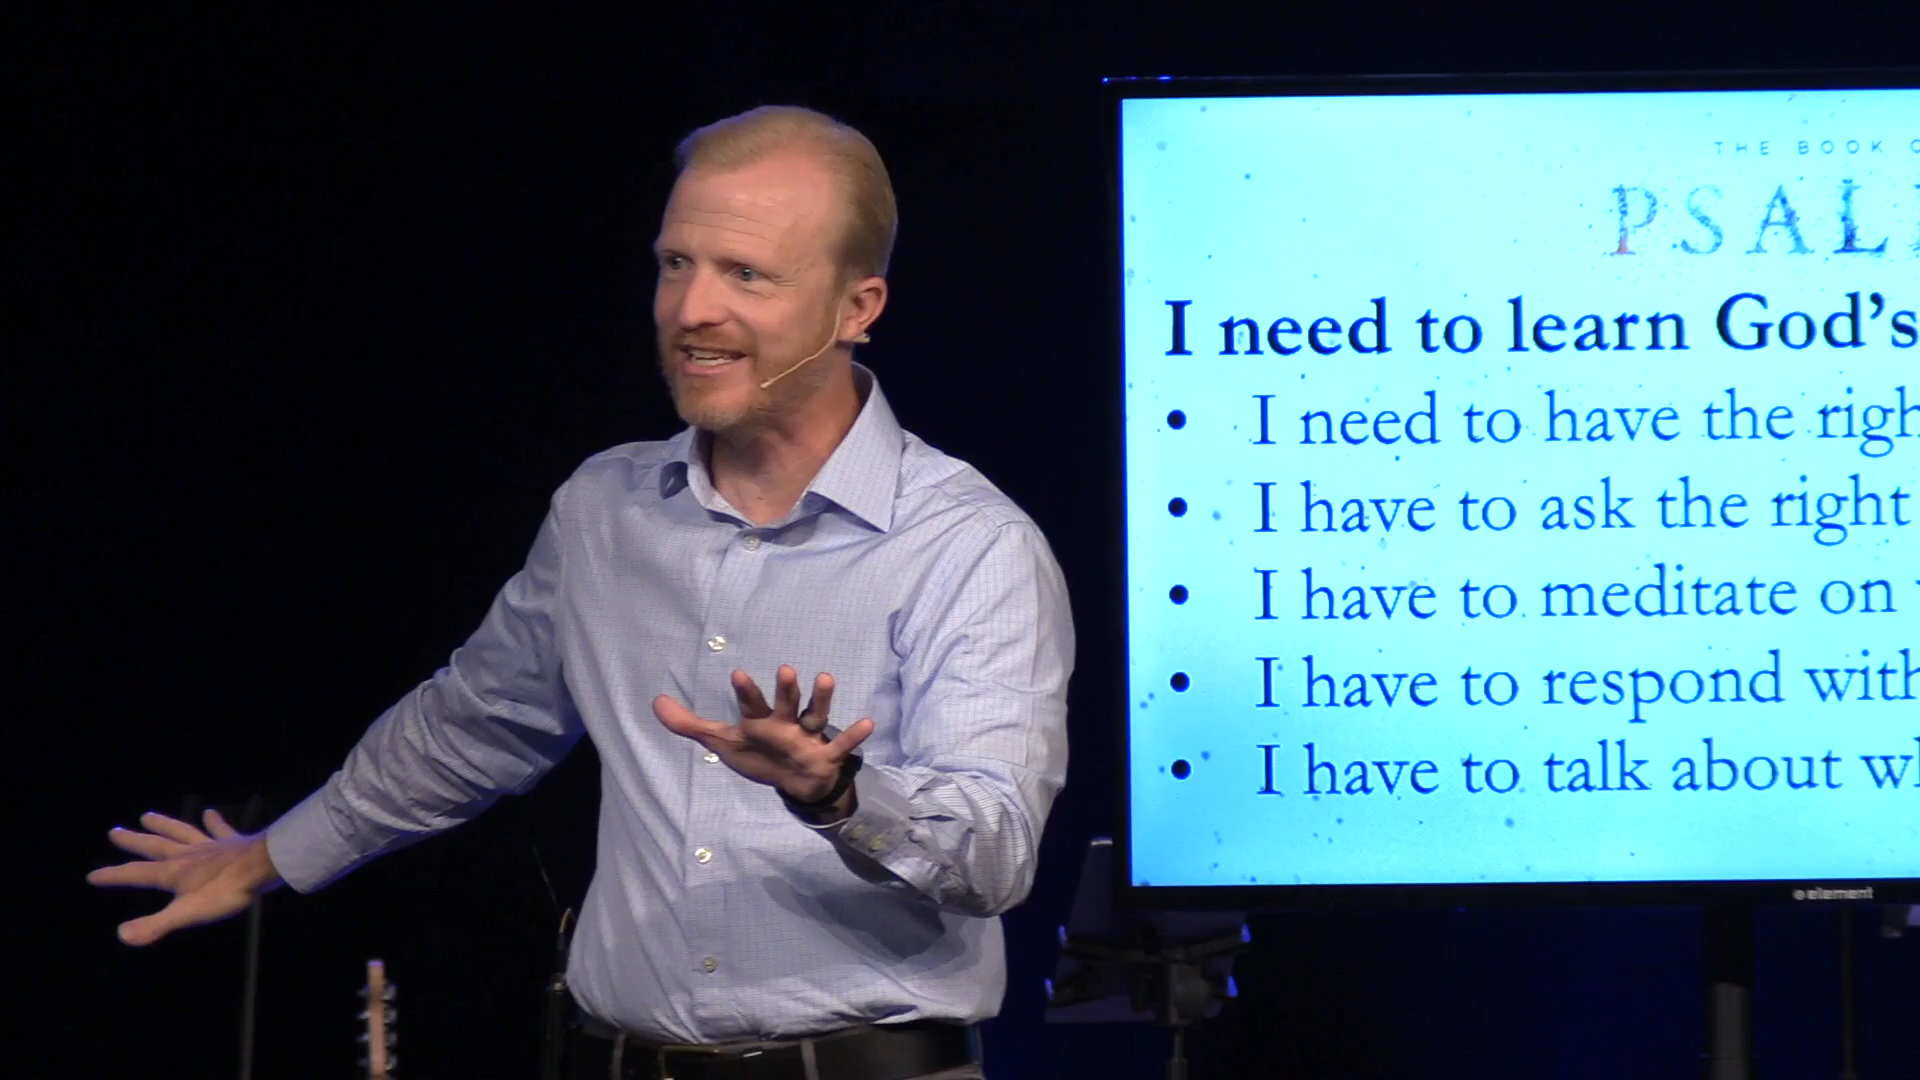 THE BOOK
PSAL
I need to learn God's
• I need to have the righ
• I have to ask the right
• I have to meditate on
• I have to respond with
• I have to talk about wh
element